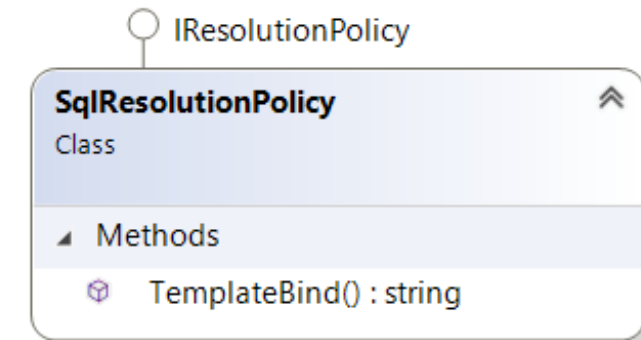 IResolutionPolicy
SqlResolutionPolicy
Class
Methods
TemplateBind() : string